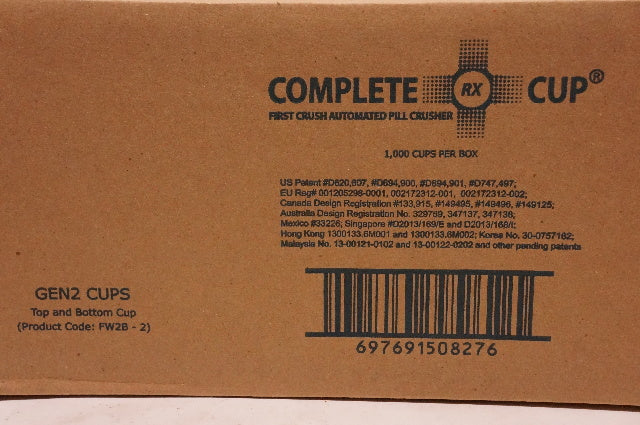 COMPLETE RX CUP®
FIRST CRUSH AUTOMATED PILL CRUSHER
1,000 CUPS PER BOX
US Patent #D620,607, #D694,900, #D694,901, #D747,497;
EU Reg# 001205298-0001, 002172312-001, 002172312-002;
Canada Design Registration #133,915, #149495, #149496, #149125;
Australia Design Registration No. 329769, 347137, 347138;
Mexico #33226; Singapore #D2013/169/E and D2013/168/I;
Hong Kong 1300133.6M001 and 1300133.6M002; Korea No. 30-0757162;
Malaysia No. 13-00121-0102 and 13-00122-0202 and other pending patents
GEN2 CUPS
Top and Bottom Cup
(Product Code: FW2B - 2)
697691508276